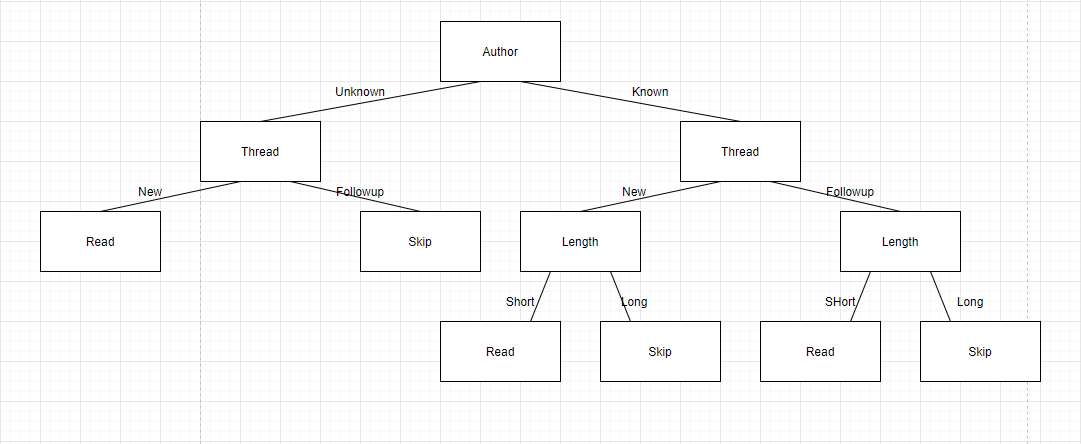 Author
Unknown
Known
Thread
Thread
New
Followup
New
Followup
Read
Skip
Length
Length
Short
Long
SHort
Long
Read
Skip
Read
Skip